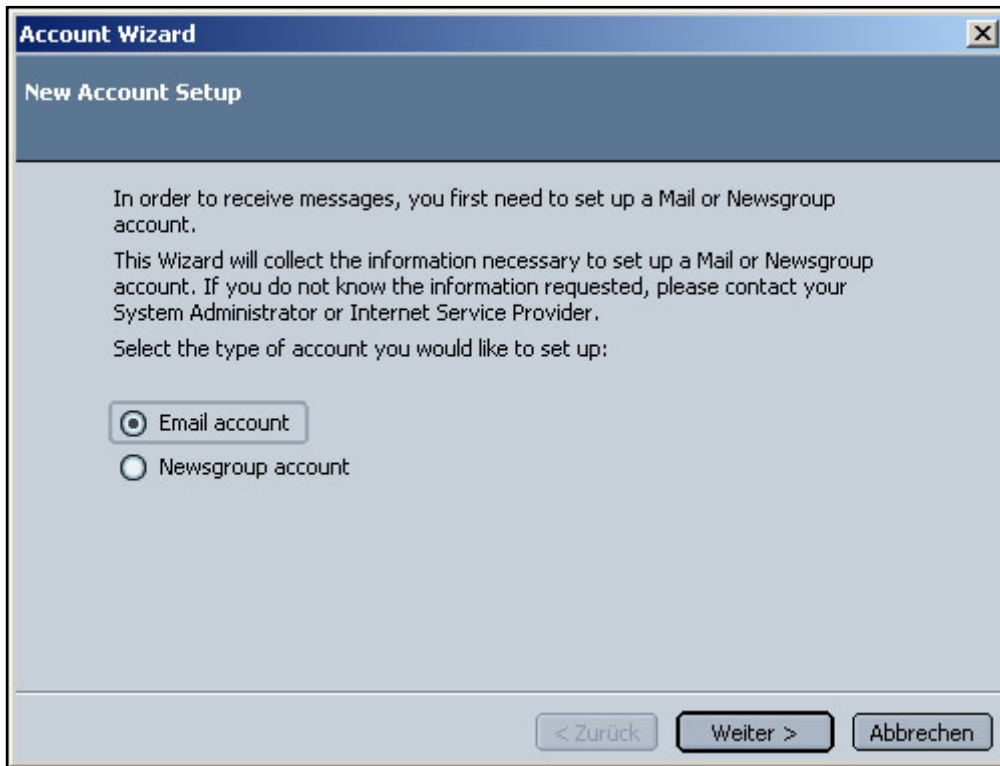 Account Wizard
New Account Setup
In order to receive messages, you first need to set up a Mail or Newsgroup
account.
This Wizard will collect the information necessary to set up a Mail or Newsgroup
account. If you do not know the information requested, please contact your
System Administrator or Internet Service Provider.
Select the type of account you would like to set up:
Email account
Newsgroup account
< Zurück
Weiter >
Abbrechen